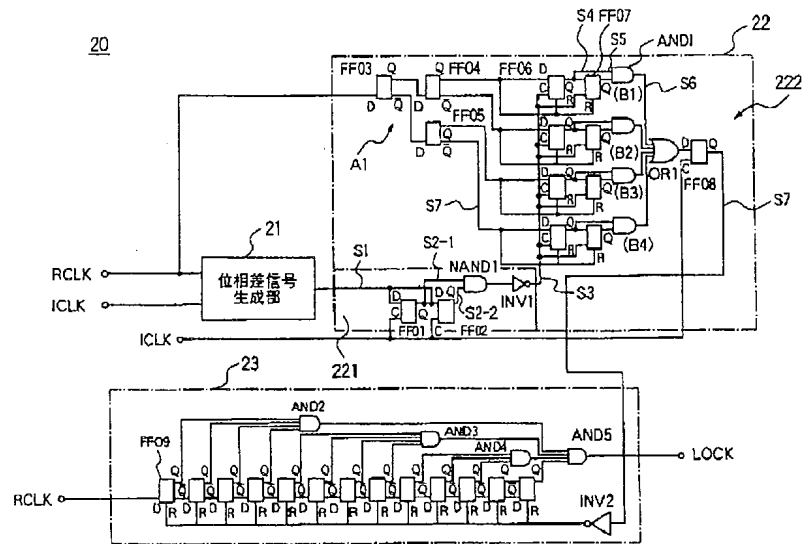 20
22
S4 FF07
S5 AND1
FF03 Q Q FF04 FF06 D Q
S6
222
C R Q (B1)
D Q D Q
FF05
A1
D Q
C R Q (B2)
R
OR1
D Q
C
FF08
S7
C R Q (B3)
R
S7
C R Q (B4)
R
21
RCLK
位相差信号
生成部
ICLK
S1
S2-1
NAND1
INV1
S3
D Q D Q
S2-2
C FF01 C FF02
ICLK
221
23
AND2
AND3
AND4
AND5
LOCK
FF09
Q Q Q Q Q Q Q Q Q Q Q Q
RCLK
D R D R D R D R D R D R D R D R D R D R D R D R
INV2